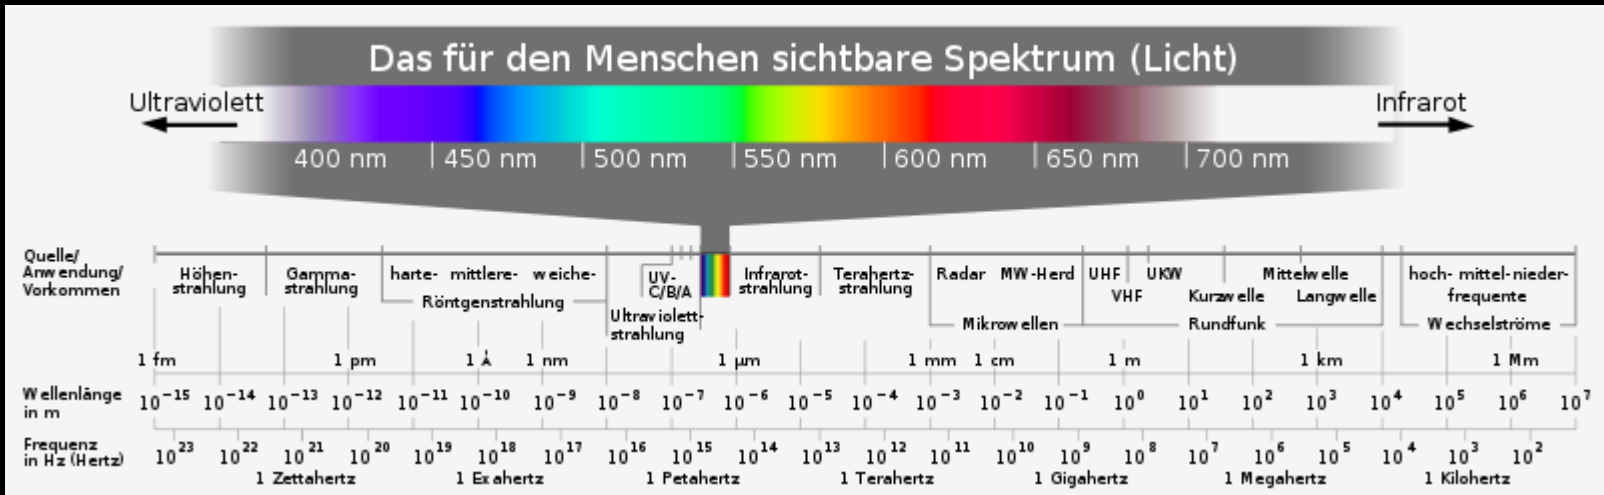 Das für den Menschen sichtbare Spektrum (Licht)
Ultraviolett
Infrarot
400 nm 450 nm 500 nm 550 nm 600 nm 650 nm 700 nm
Quelle/
Anwendung/
Vorkommen
Höhen-
strahlung
Gamma-
strahlung
harte- mittlere- weiche-
Röntgenstrahlung
UV-
C/B/A
Ultraviolett-
strahlung
Infrarot-
strahlung
Terahertz-
strahlung
Radar MW-Herd
Mikrowellen
UHF UKW Mittelwelle
VHF Kurzwelle Langwelle
Rundfunk
hoch- mittel- nieder-
frequente
Wechselströme
1 fm 1 pm 1 Å 1 nm 1 µm 1 mm 1 cm 1 m 1 km 1 Mm
Wellenlänge
in m
10⁻¹⁵ 10⁻¹⁴ 10⁻¹³ 10⁻¹² 10⁻¹¹ 10⁻¹⁰ 10⁻⁹ 10⁻⁸ 10⁻⁷ 10⁻⁶ 10⁻⁵ 10⁻⁴ 10⁻³ 10⁻² 10⁻¹ 10⁰ 10¹ 10² 10³ 10⁴ 10⁵ 10⁶ 10⁷
Frequenz
in Hz (Hertz)
10²³ 10²² 10²¹ 10²⁰ 10¹⁹ 10¹⁸ 10¹⁷ 10¹⁶ 10¹⁵ 10¹⁴ 10¹³ 10¹² 10¹¹ 10¹⁰ 10⁹ 10⁸ 10⁷ 10⁶ 10⁵ 10⁴ 10³ 10²
1 Zettahertz 1 Exahertz 1 Petahertz 1 Terahertz 1 Gigahertz 1 Megahertz 1 Kilohertz